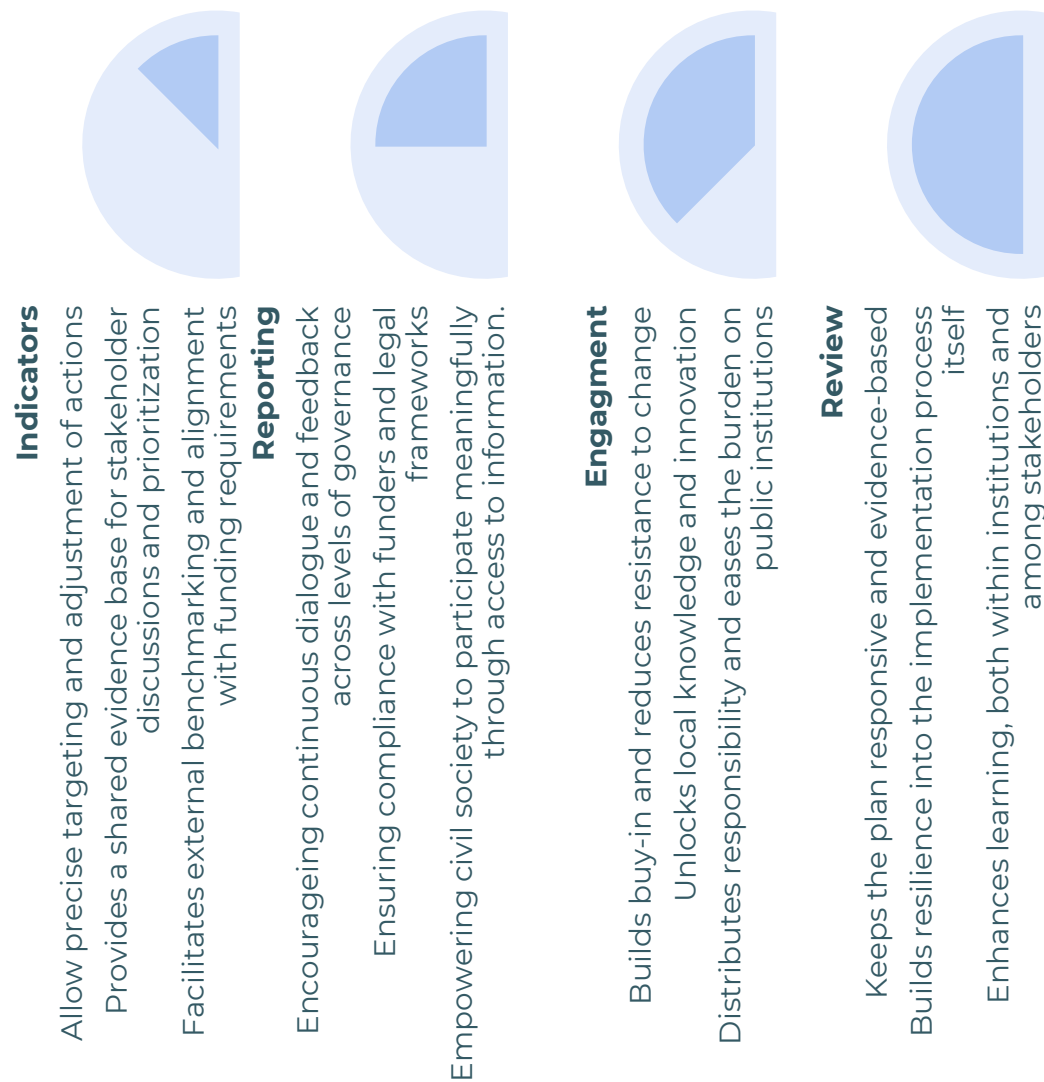 Indicators
Allow precise targeting and adjustment of actions
Provides a shared evidence base for stakeholder
discussions and prioritization
Facilitates external benchmarking and alignment
with funding requirements
Reporting
Encourageing continuous dialogue and feedback
across levels of governance
Ensuring compliance with funders and legal
frameworks
Empowering civil society to participate meaningfully
through access to information.
Engagment
Builds buy-in and reduces resistance to change
Unlocks local knowledge and innovation
Distributes responsibility and eases the burden on
public institutions
Review
Keeps the plan responsive and evidence-based
Builds resilience into the implementation process
itself
Enhances learning, both within institutions and
among stakeholders